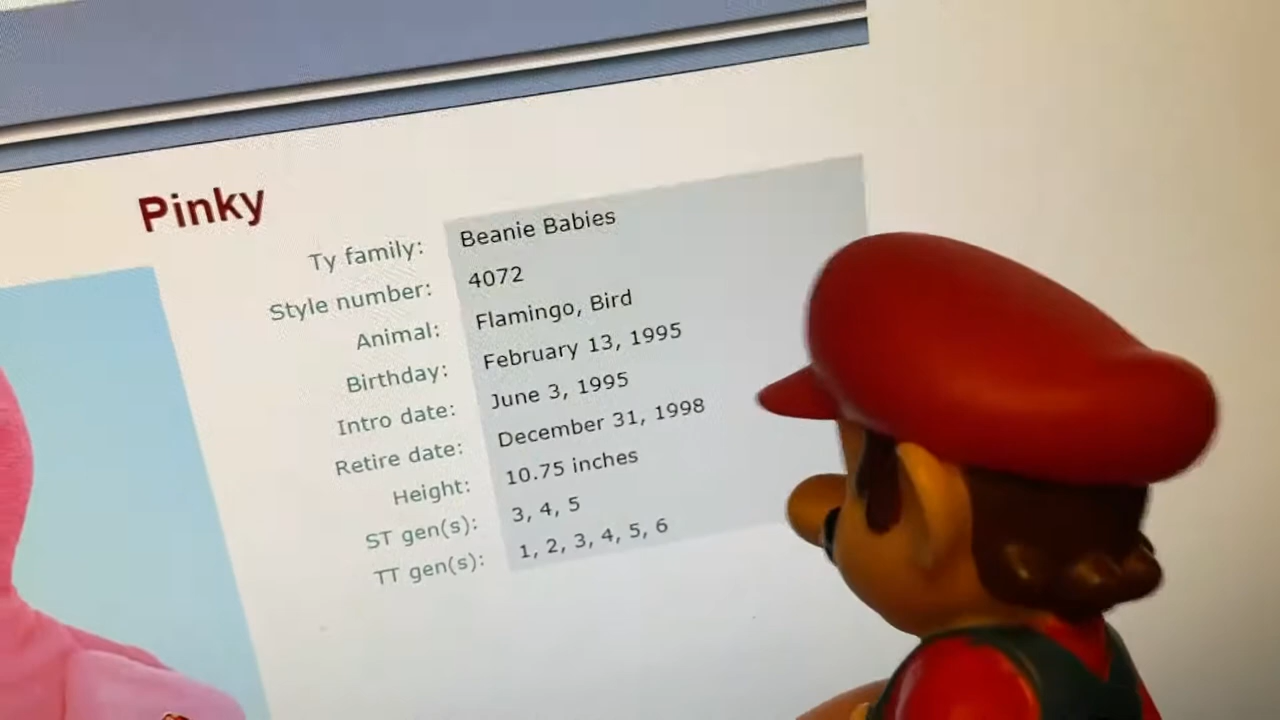 Pinky
Ty family: Beanie Babies
Style number: 4072
Animal: Flamingo, Bird
Birthday: February 13, 1995
Intro date: June 3, 1995
Retire date: December 31, 1998
Height: 10.75 inches
ST gen(s): 3, 4, 5
TT gen(s): 1, 2, 3, 4, 5, 6